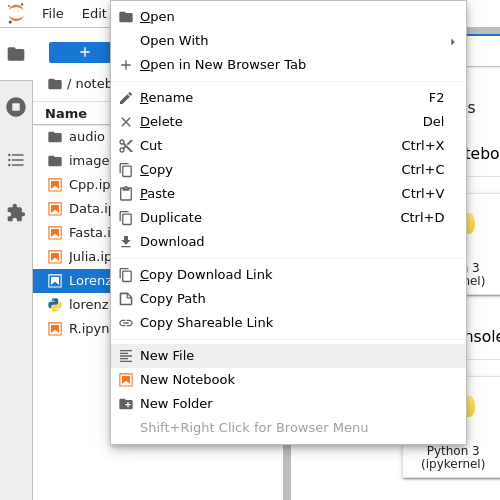 File Edit
/ noteb
Name
audio
image
Cpp.ip
Data.ip
Fasta.i
Julia.ip
Lorenz
lorenz
R.ipyn
Open
Open With
Open in New Browser Tab
Rename F2
Delete Del
Cut Ctrl+X
Copy Ctrl+C
Paste Ctrl+V
Duplicate Ctrl+D
Download
Copy Download Link
Copy Path
Copy Shareable Link
New File
New Notebook
New Folder
Shift+Right Click for Browser Menu
s
tebo
3
nel)
nsole
Python 3
(ipykernel)